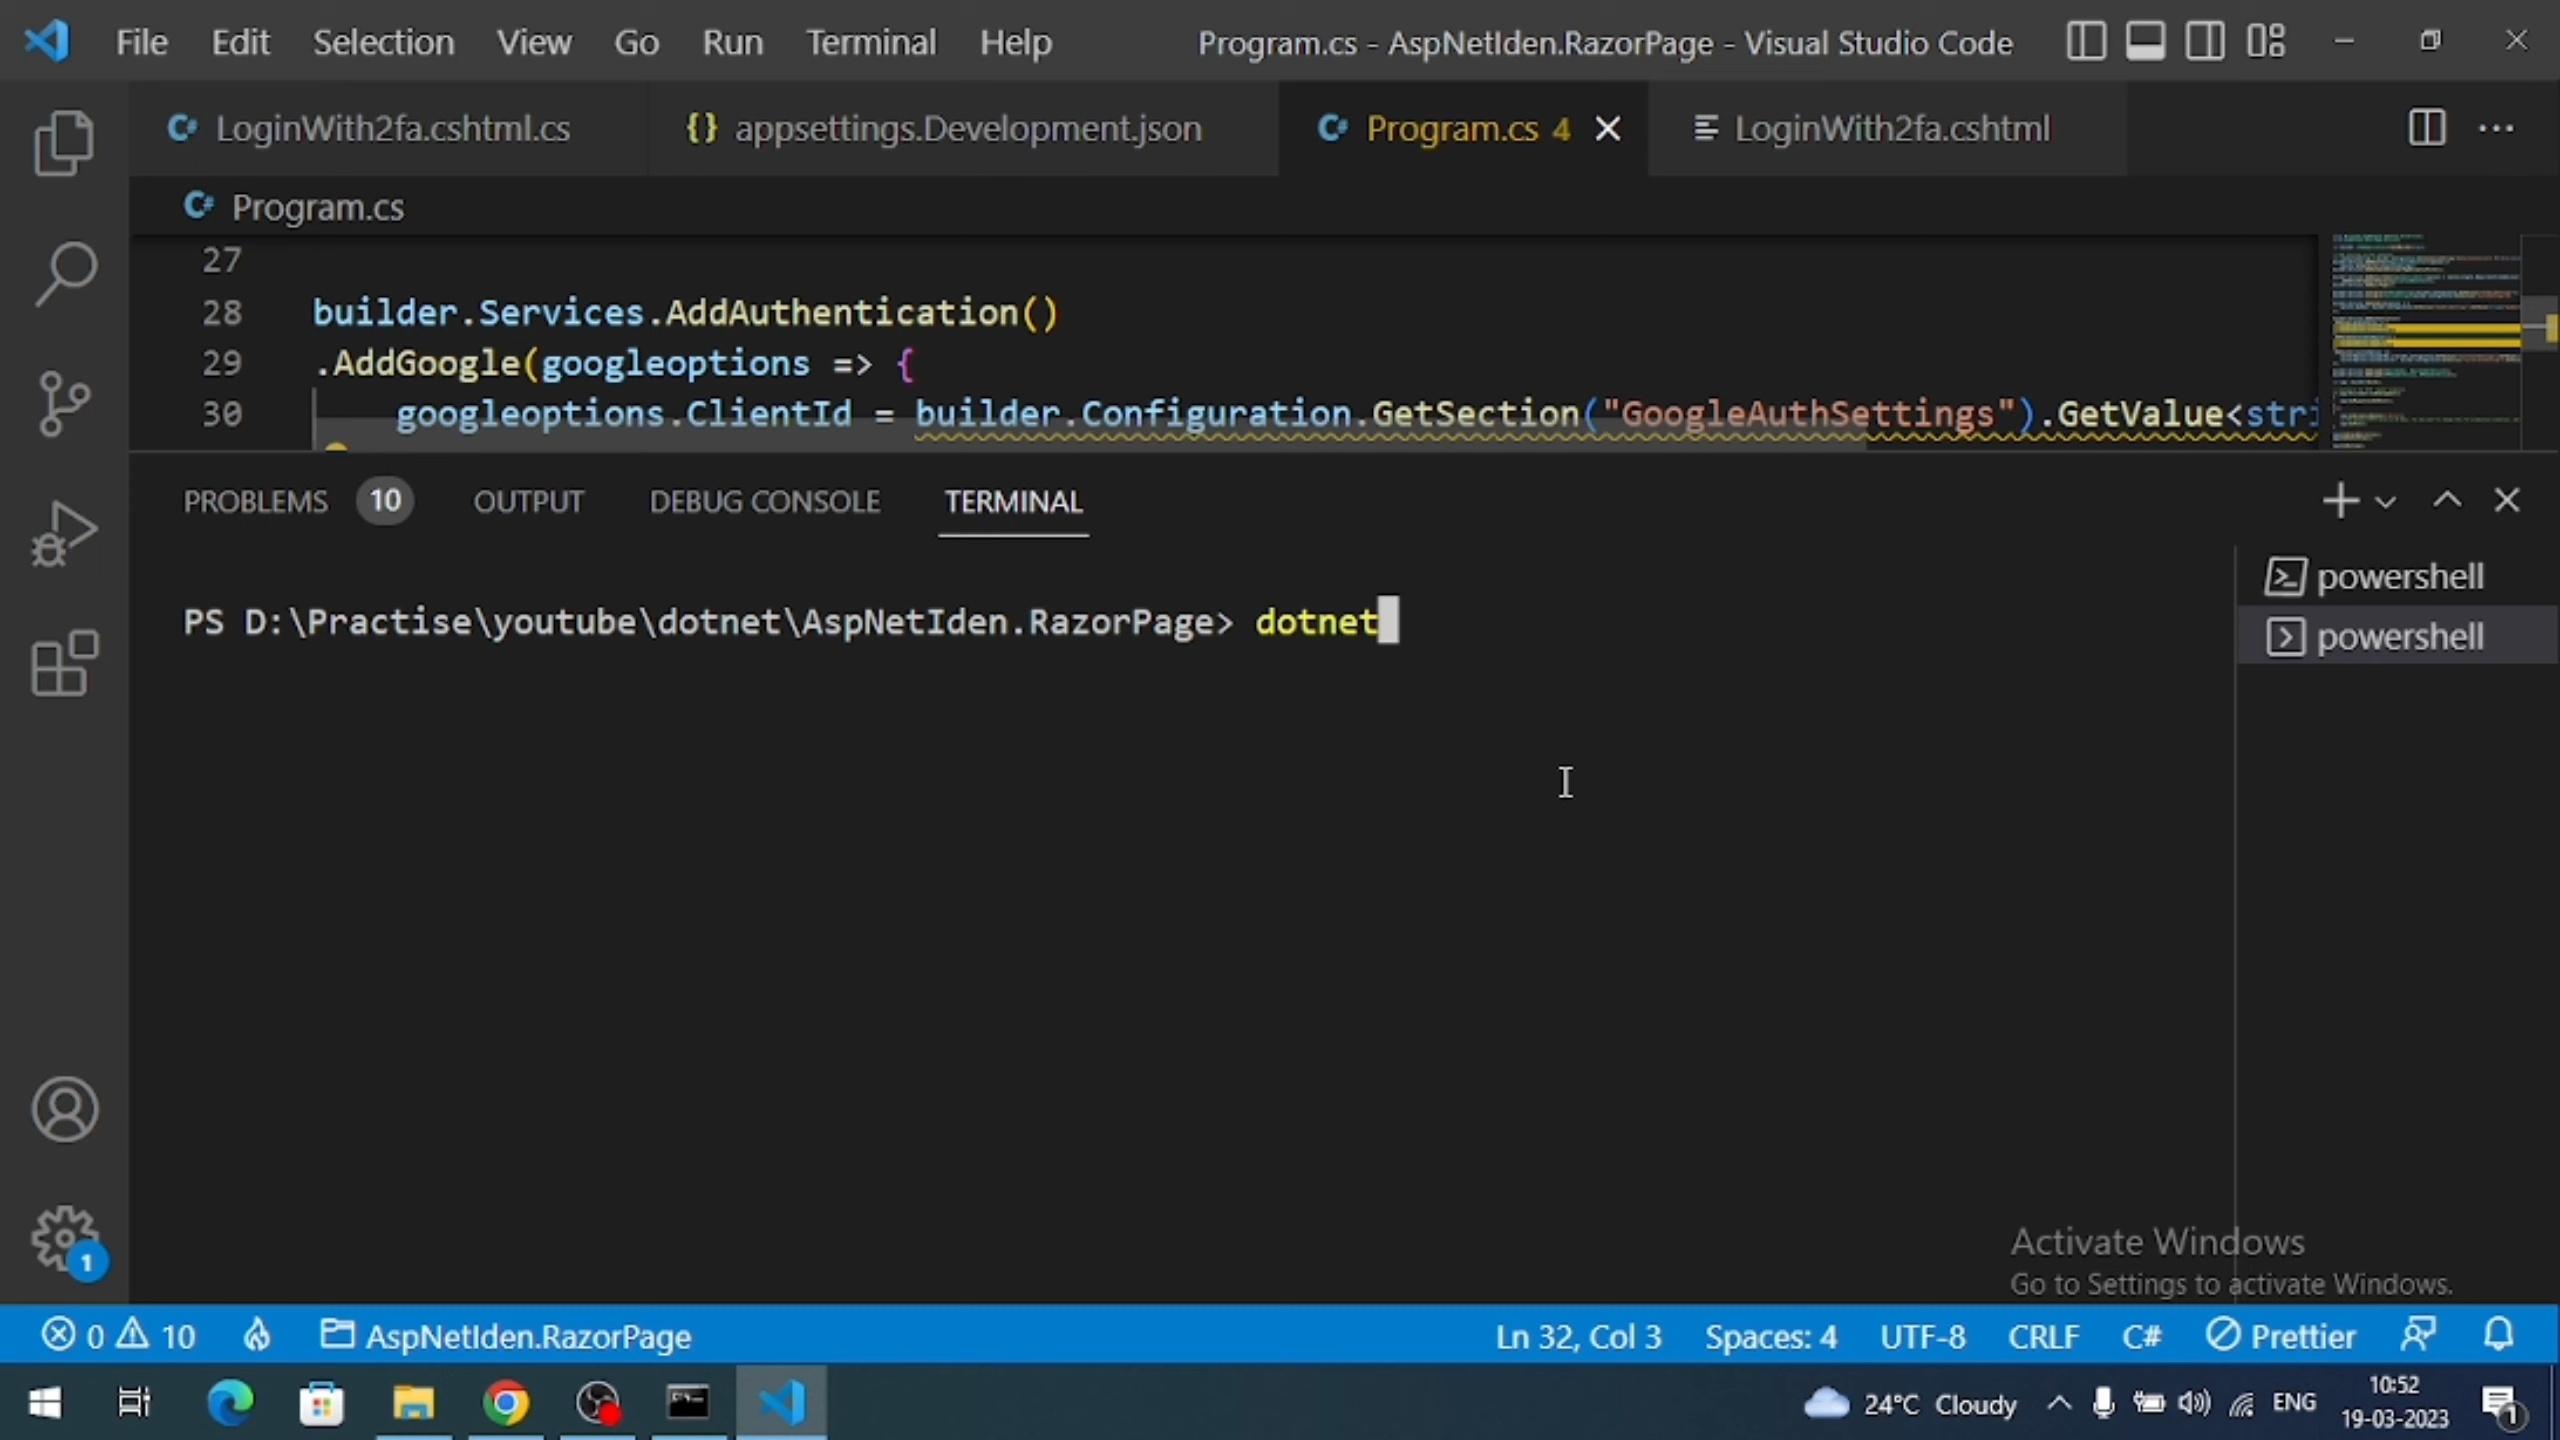 File Edit Selection View Go Run Terminal Help Program.cs - AspNetIden.RazorPage - Visual Studio Code
LoginWith2fa.cshtml.cs {} appsettings.Development.json Program.cs 4 LoginWith2fa.cshtml
Program.cs
27
28 builder.Services.AddAuthentication()
29 .AddGoogle(googleoptions => {
30 googleoptions.ClientId = builder.Configuration.GetSection("GoogleAuthSettings").GetValue<stri
PROBLEMS 10 OUTPUT DEBUG CONSOLE TERMINAL
powershell
PS D:\Practise\youtube\dotnet\AspNetIden.RazorPage> dotnet
powershell
1
Activate Windows
Go to Settings to activate Windows.
0 10 AspNetIden.RazorPage Ln 32, Col 3 Spaces: 4 UTF-8 CRLF C# Prettier
24°C Cloudy ENG 10:52
19-03-2023 1